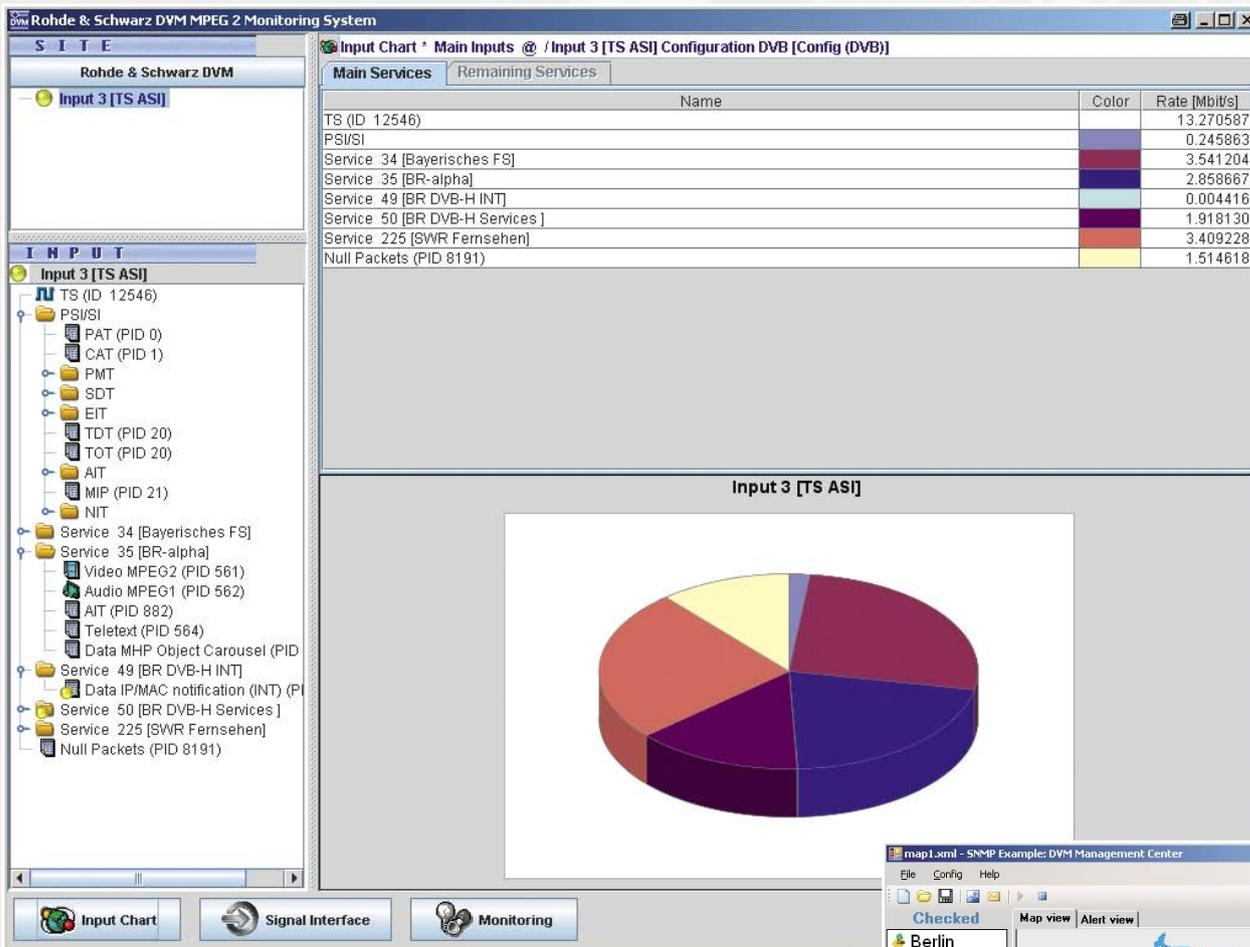 Rohde & Schwarz DVM MPEG 2 Monitoring System
SITE
Rohde & Schwarz DVM
Input 3 [TS ASI]
INPUT
Input 3 [TS ASI]
TS (ID 12546)
PSI/SI
PAT (PID 0)
CAT (PID 1)
PMT
SDT
EIT
TDT (PID 20)
TOT (PID 20)
AIT
MIP (PID 21)
NIT
Service 34 [Bayerisches FS]
Service 35 [BR-alpha]
Video MPEG2 (PID 561)
Audio MPEG1 (PID 562)
AIT (PID 882)
Teletext (PID 564)
Data MHP Object Carousel (PID
Service 49 [BR DVB-H INT]
Data IP/MAC notification (INT) (PI
Service 50 [BR DVB-H Services ]
Service 225 [SWR Fernsehen]
Null Packets (PID 8191)
Input Chart * Main Inputs @ / Input 3 [TS ASI] Configuration DVB [Config (DVB)]
Main Services Remaining Services
Name Color Rate [Mbit/s]
TS (ID 12546) 13.270587
PSI/SI 0.245863
Service 34 [Bayerisches FS] 3.541204
Service 35 [BR-alpha] 2.858667
Service 49 [BR DVB-H INT] 0.004416
Service 50 [BR DVB-H Services ] 1.918130
Service 225 [SWR Fernsehen] 3.409228
Null Packets (PID 8191) 1.514618
Input 3 [TS ASI]
Input Chart Signal Interface Monitoring
map1.xml - SNMP Example: DVM Management Center
File Config Help
Checked Map view Alert view
Berlin